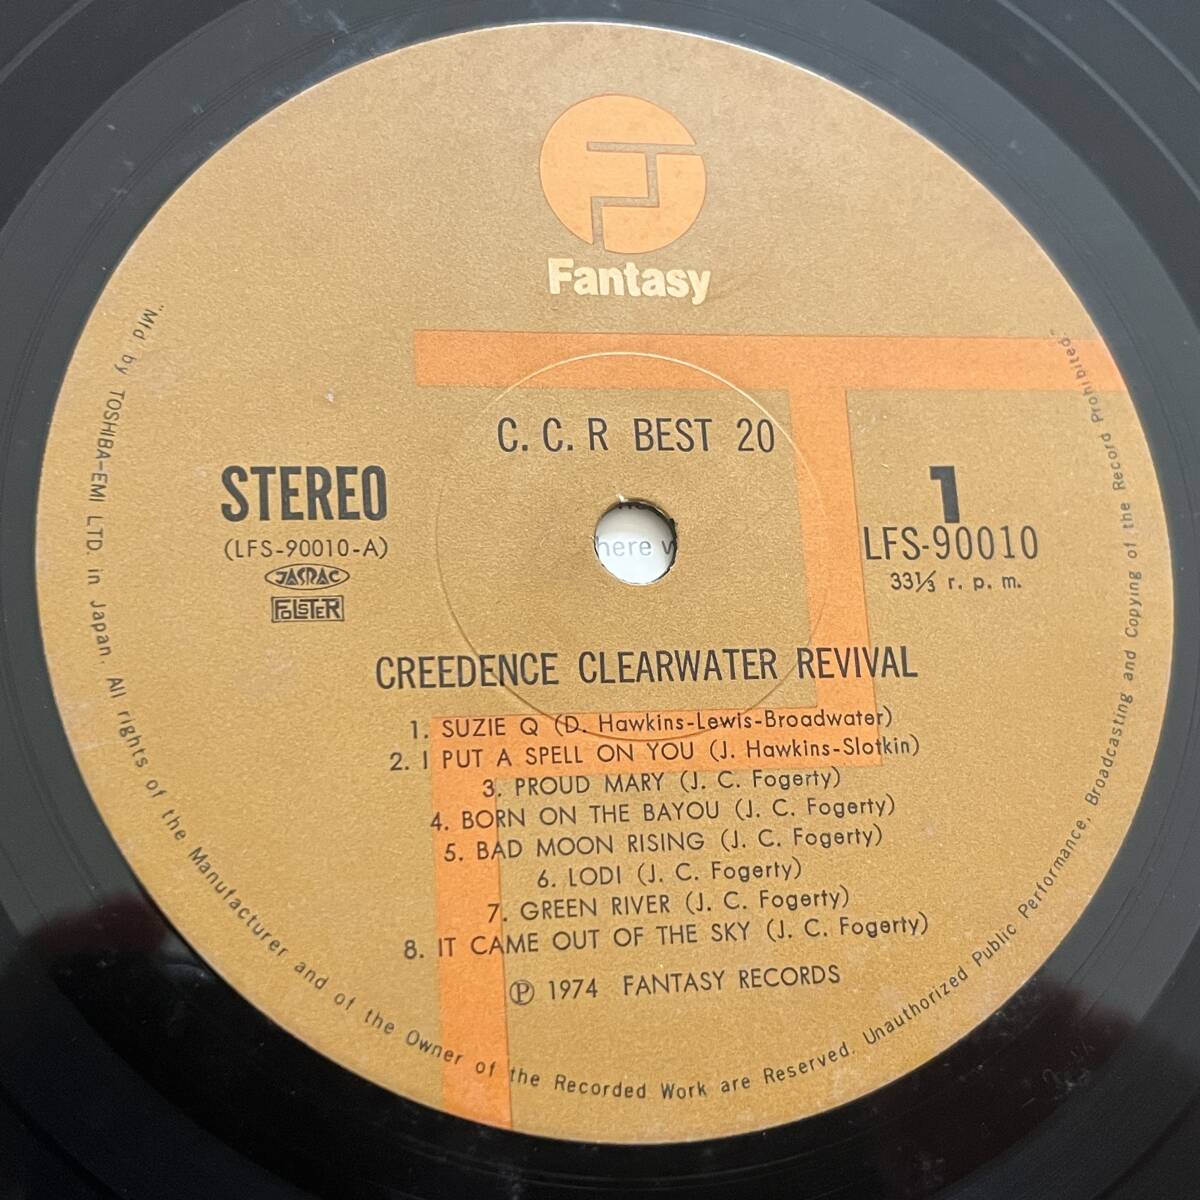 Fantasy
C. C. R BEST 20
STEREO
(LFS-90010-A)
JASRAC
FOLSTER
1
LFS-90010
33⅓ r. p. m.
here w
CREEDENCE CLEARWATER REVIVAL
1. SUZIE Q (D. Hawkins-Lewis-Broadwater)
2. I PUT A SPELL ON YOU (J. Hawkins-Slotkin)
3. PROUD MARY (J. C. Fogerty)
4. BORN ON THE BAYOU (J. C. Fogerty)
5. BAD MOON RISING (J. C. Fogerty)
6. LODI (J. C. Fogerty)
7. GREEN RIVER (J. C. Fogerty)
8. IT CAME OUT OF THE SKY (J. C. Fogerty)
Ⓟ 1974 FANTASY RECORDS
"Mfd by TOSHIBA-EMI LTD. in Japan. All rights of the Manufacturer and of the Owner of the Recorded Work are Reserved. Unauthorized Public Performance, Broadcasting and Copying of the Record Prohibited."